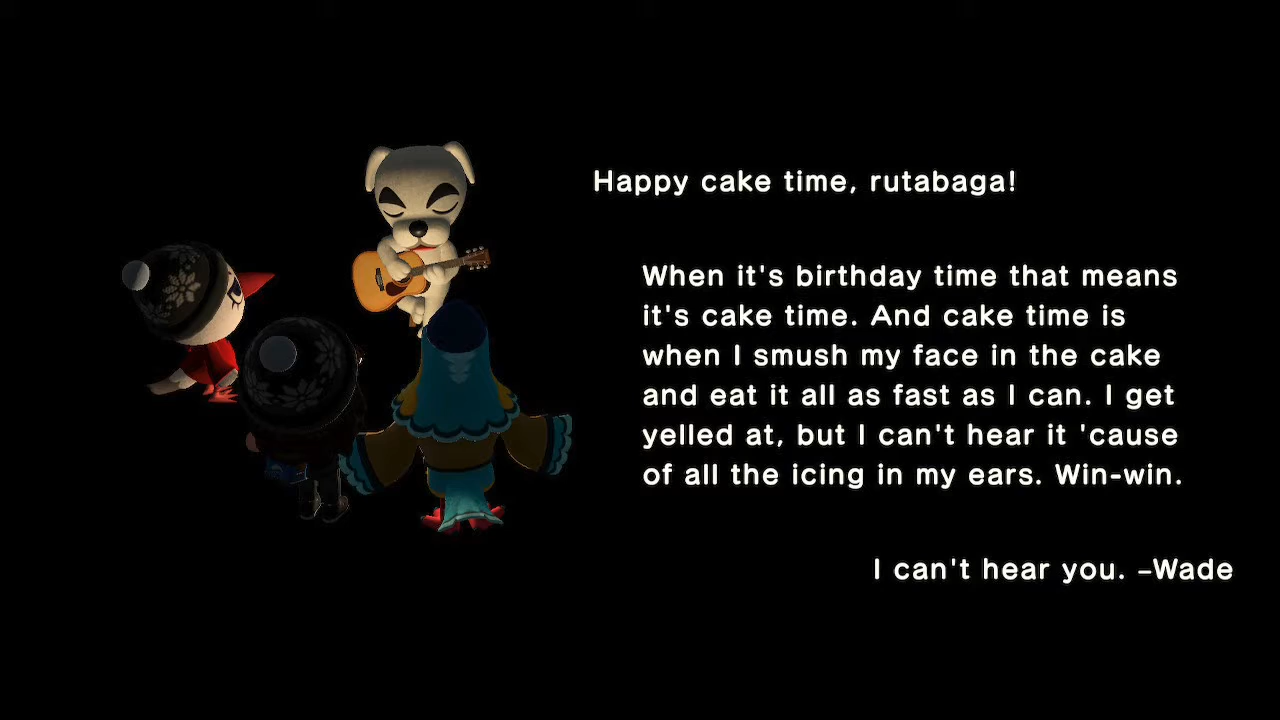 Happy cake time, rutabaga!
When it's birthday time that means
it's cake time. And cake time is
when I smush my face in the cake
and eat it all as fast as I can. I get
yelled at, but I can't hear it 'cause
of all the icing in my ears. Win-win.
I can't hear you. –Wade